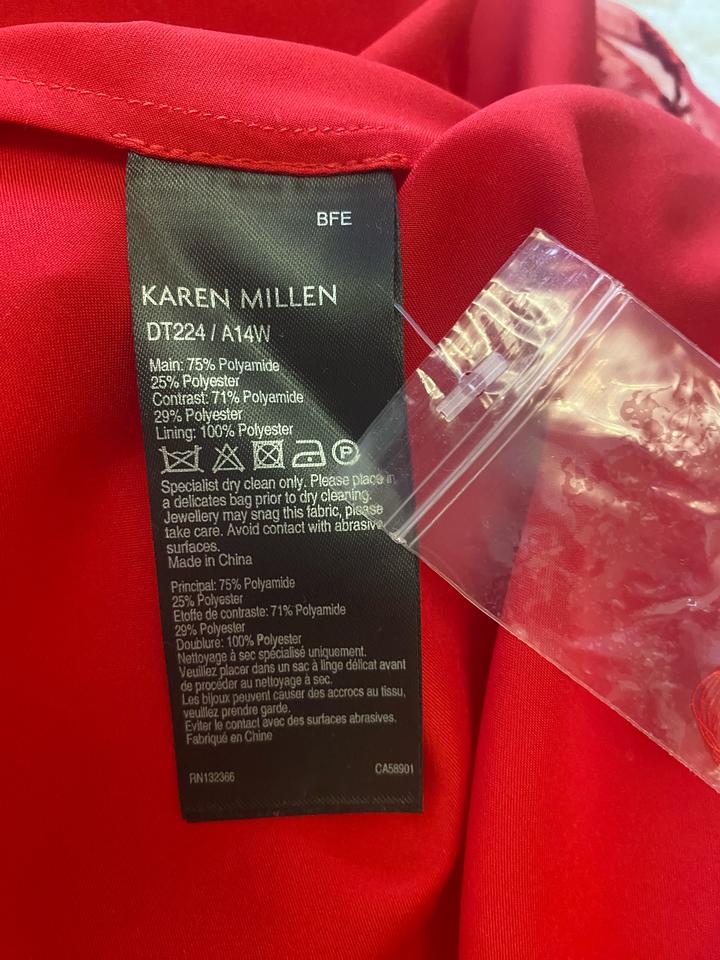 BFE
KAREN MILLEN
DT224 / A14W
Main: 75% Polyamide
25% Polyester
Contrast: 71% Polyamide
29% Polyester
Lining: 100% Polyester
P
Specialist dry clean only. Please place in
a delicates bag prior to dry cleaning.
Jewellery may snag this fabric, please
take care. Avoid contact with abrasive
surfaces.
Made in China
Principal: 75% Polyamide
25% Polyester
Etoffe de contraste: 71% Polyamide
29% Polyester
Doublure: 100% Polyester
Nettoyage à sec spécialisé uniquement.
Veuillez placer dans un sac à linge délicat avant
de procéder au nettoyage à sec.
Les bijoux peuvent causer des accrocs au tissu,
veuillez prendre garde.
Eviter le contact avec des surfaces abrasives.
Fabriqué en Chine
RN132366 CA58901